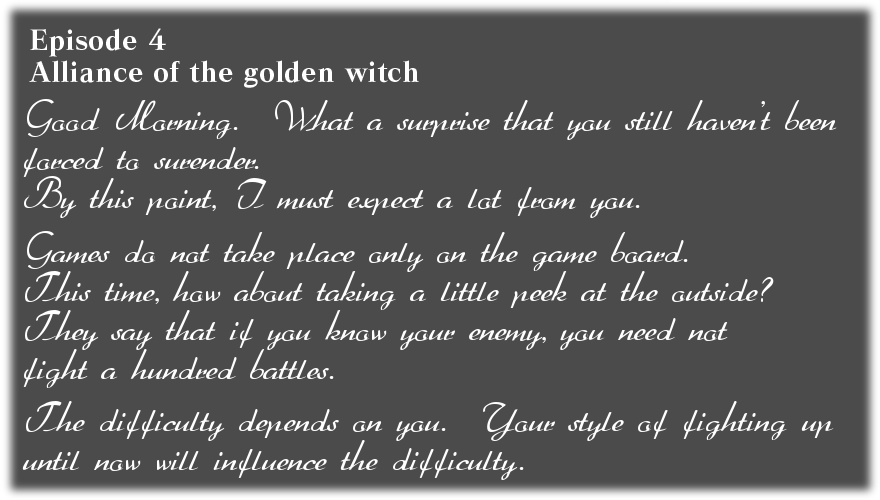 Episode 4
Alliance of the golden witch
Good Morning. What a surprise that you still haven't been
forced to surender.
By this point, I must expect a lot from you.
Games do not take place only on the game board.
This time, how about taking a little peek at the outside?
They say that if you know your enemy, you need not
fight a hundred battles.
The difficulty depends on you. Your style of fighting up
until now will influence the difficulty.